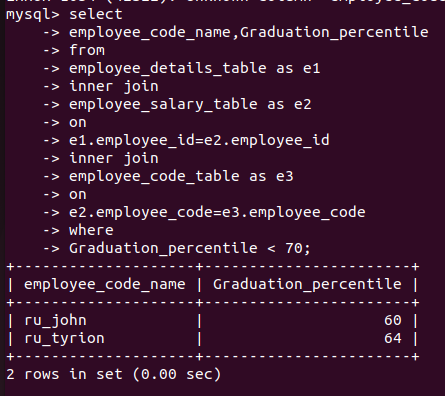 mysql> select
    -> employee_code_name,Graduation_percentile
    -> from
    -> employee_details_table as e1
    -> inner join
    -> employee_salary_table as e2
    -> on
    -> e1.employee_id=e2.employee_id
    -> inner join
    -> employee_code_table as e3
    -> on
    -> e2.employee_code=e3.employee_code
    -> where
    -> Graduation_percentile < 70;
+--------------------+-----------------------+
| employee_code_name | Graduation_percentile |
+--------------------+-----------------------+
| ru_john            |                    60 |
| ru_tyrion          |                    64 |
+--------------------+-----------------------+
2 rows in set (0.00 sec)